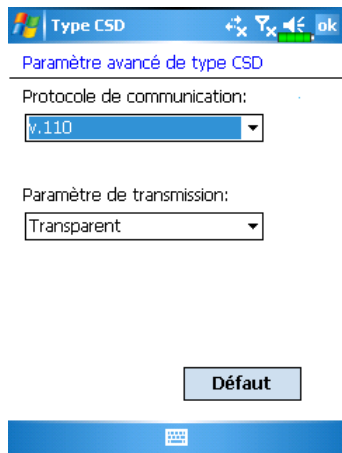 Type CSD
ok
Paramètre avancé de type CSD
Protocole de communication:
v.110
Paramètre de transmission:
Transparent
Défaut